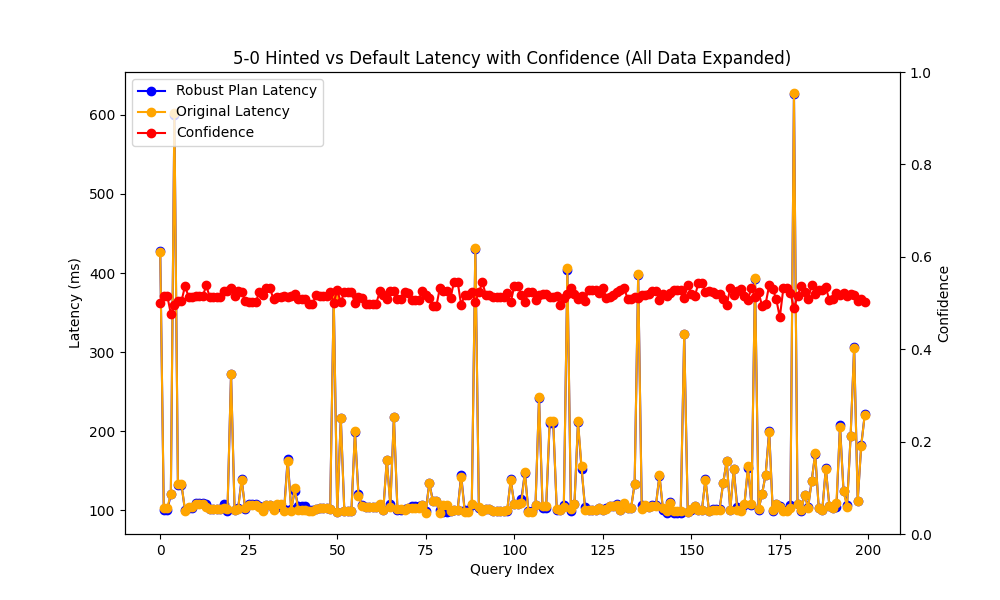 5-0 Hinted vs Default Latency with Confidence (All Data Expanded)
Robust Plan Latency
Original Latency
Confidence
Latency (ms)
600
500
400
300
200
100
1.0
0.8
0.6
0.4
0.2
0.0
Confidence
0 25 50 75 100 125 150 175 200
Query Index